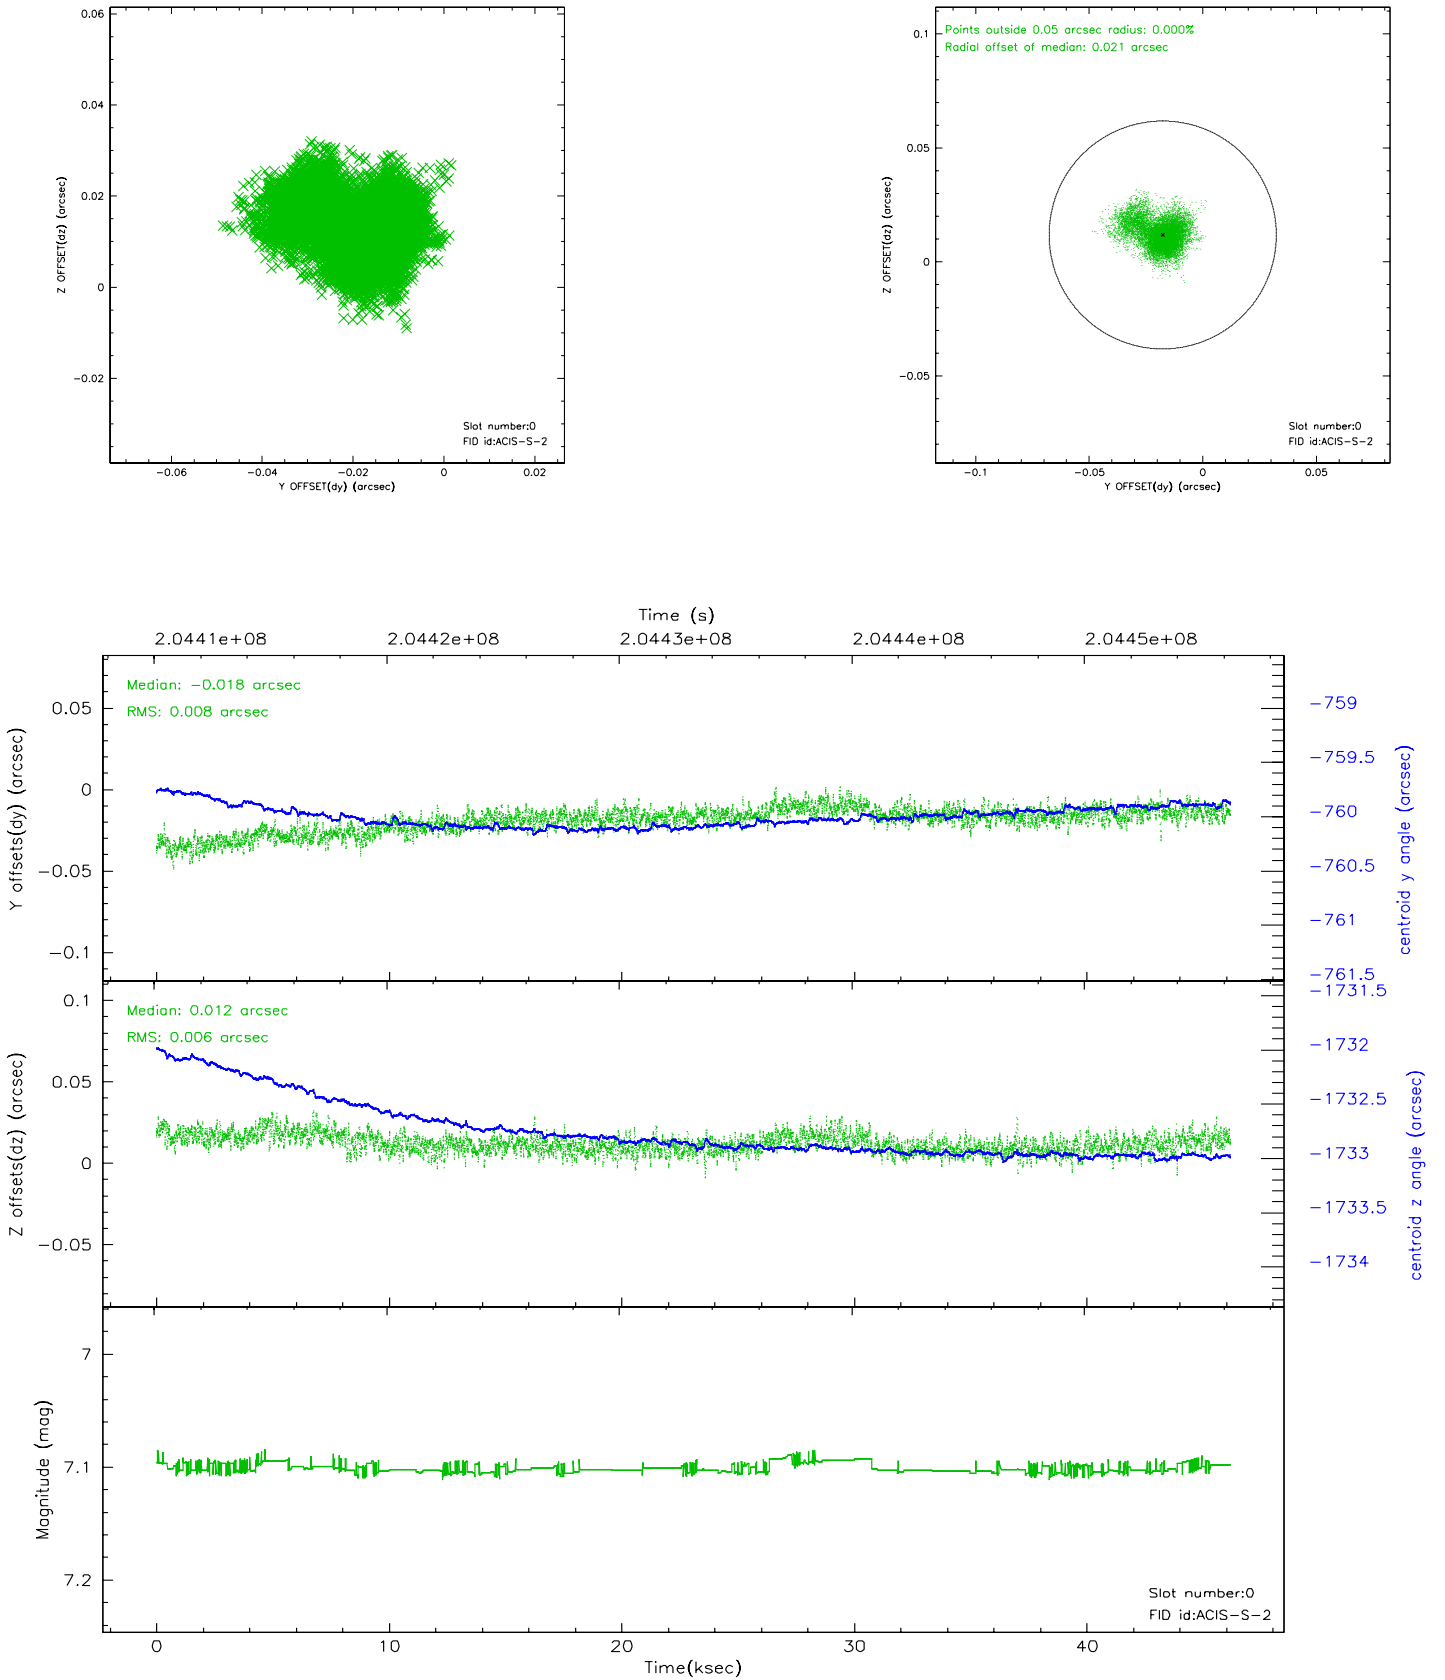 0.06
0.04
0.02
0
−0.02
Z OFFSET(dz) (arcsec)
Slot number:0
FID id:ACIS−S−2
−0.06
−0.04
−0.02
0
0.02
Y OFFSET(dy) (arcsec)
Points outside 0.05 arcsec radius: 0.000%
Radial offset of median: 0.021 arcsec
0.1
0.05
0
−0.05
Z OFFSET(dz) (arcsec)
Slot number:0
FID id:ACIS−S−2
−0.1
−0.05
0
0.05
Y OFFSET(dy) (arcsec)
Time (s)
2.0441e+08
2.0442e+08
2.0443e+08
2.0444e+08
2.0445e+08
Median: −0.018 arcsec
RMS: 0.008 arcsec
0.05
0
−0.05
−0.1
Y offsets(dy) (arcsec)
−759
−759.5
−760
−760.5
−761
−761.5
centroid y angle (arcsec)
Median: 0.012 arcsec
RMS: 0.006 arcsec
0.1
0.05
0
−0.05
Z offsets(dz) (arcsec)
−1731.5
−1732
−1732.5
−1733
−1733.5
−1734
centroid z angle (arcsec)
7
7.1
7.2
Magnitude (mag)
Slot number:0
FID id:ACIS−S−2
0
10
20
30
40
Time(ksec)